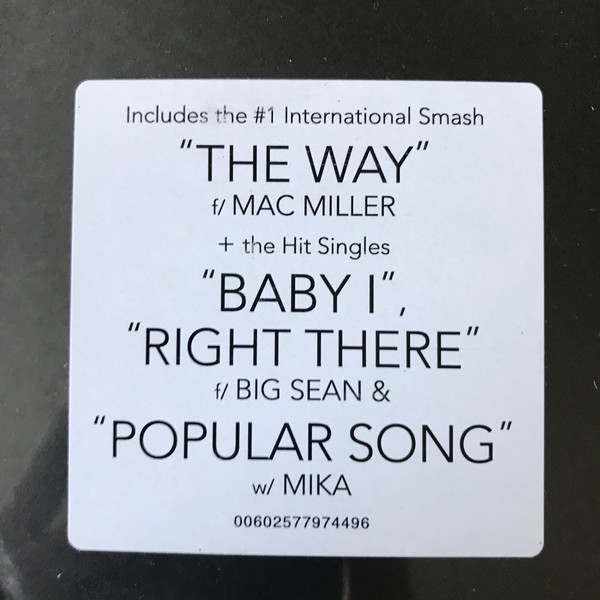 Includes the #1 International Smash
"THE WAY"
f/ MAC MILLER
+ the Hit Singles
"BABY I",
"RIGHT THERE"
f/ BIG SEAN &
"POPULAR SONG"
w/ MIKA
00602577974496